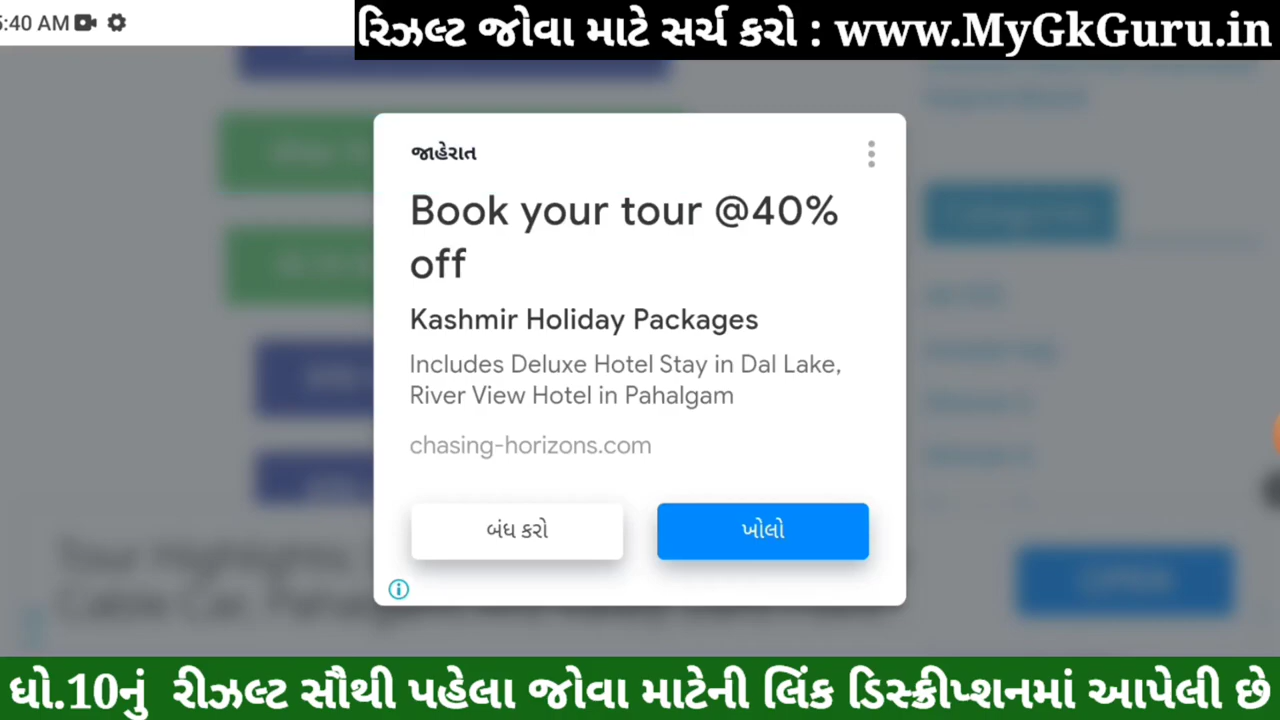 5:40 AM
રિઝલ્ટ જોવા માટે સર્ચ કરો : www.MyGkGuru.in
જાહેરાત
Book your tour @40%
off
Kashmir Holiday Packages
Includes Deluxe Hotel Stay in Dal Lake,
River View Hotel in Pahalgam
chasing-horizons.com
બંધ કરો
ખોલો
ધો.10નું રીઝલ્ટ સૌથી પહેલા જોવા માટેની લિંક ડિસ્ક્રીપ્શનમાં આપેલી છે